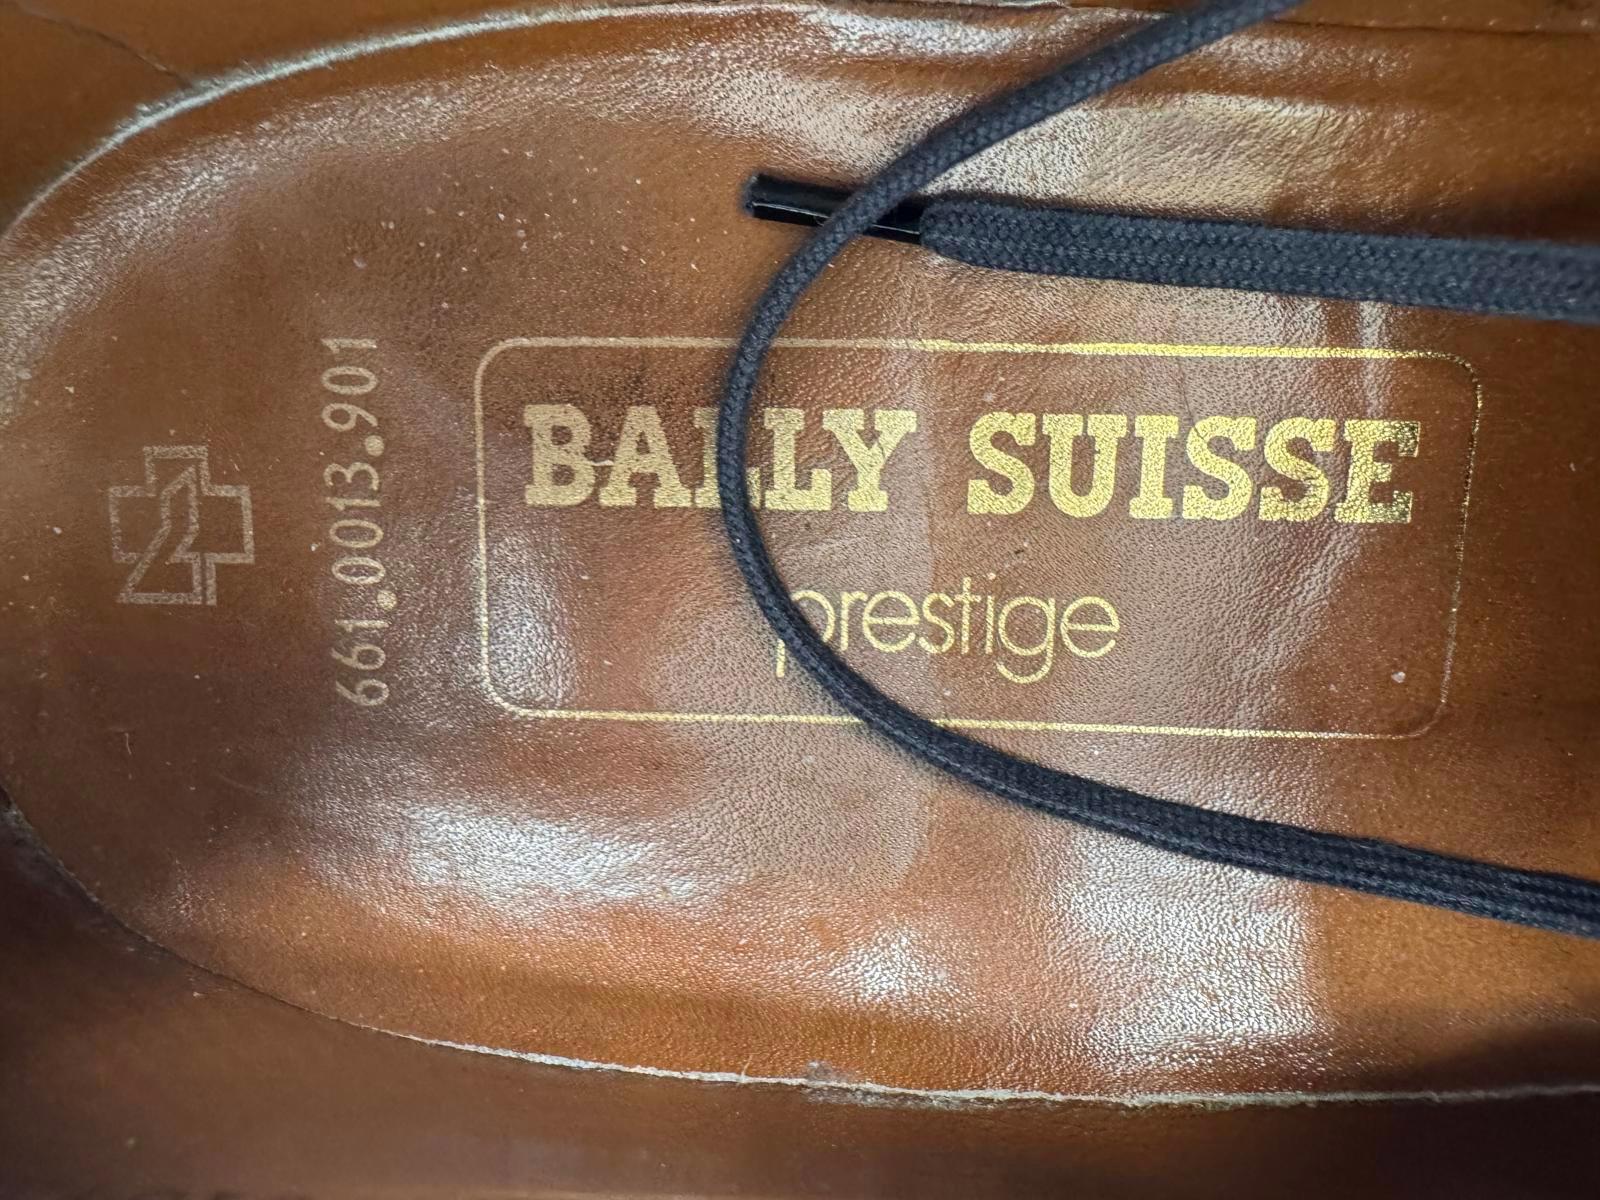 BALLY SUISSE
prestige
661.0013.901